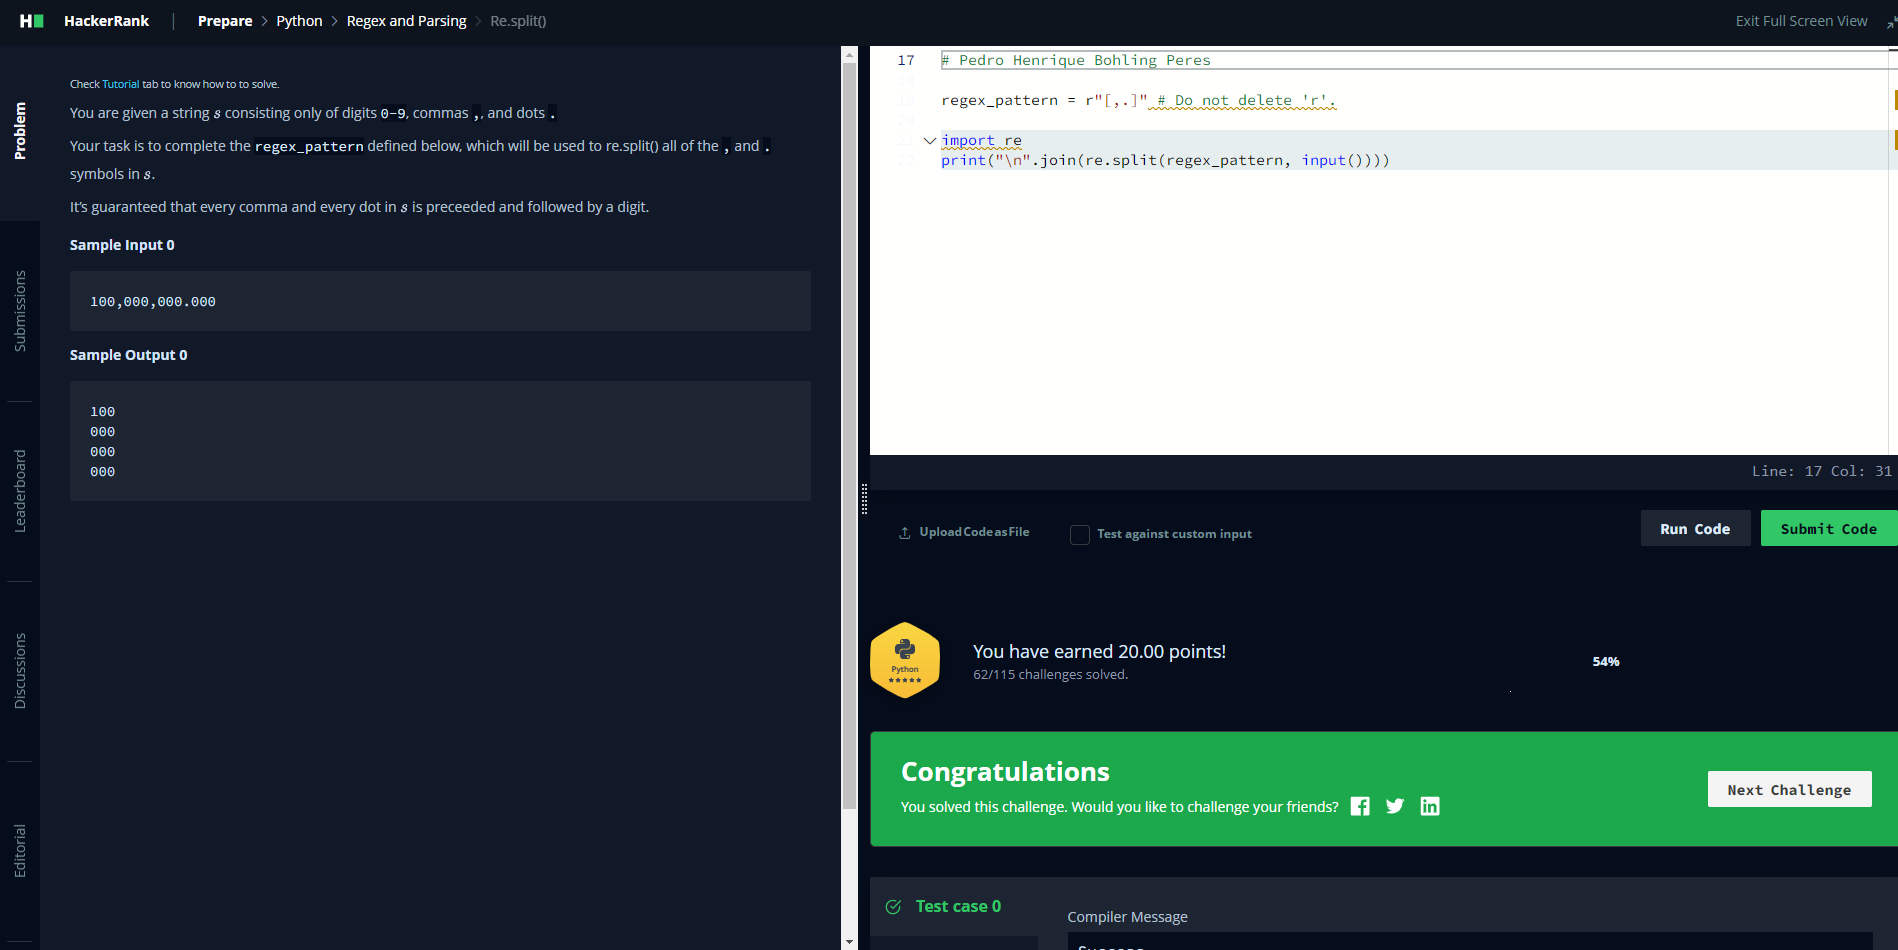 HackerRank | Prepare > Python > Regex and Parsing > Re.split()
Exit Full Screen View
Problem
Submissions
Leaderboard
Discussions
Editorial
Check Tutorial tab to know how to to solve.
You are given a string s consisting only of digits 0-9, commas ,, and dots .
Your task is to complete the regex_pattern defined below, which will be used to re.split() all of the , and .
symbols in s.
It's guaranteed that every comma and every dot in s is preceeded and followed by a digit.
Sample Input 0
100,000,000.000
Sample Output 0
100
000
000
000
17 # Pedro Henrique Bohling Peres
18
19 regex_pattern = r"[,.]" # Do not delete 'r'.
20
21 import re
22 print("\n".join(re.split(regex_pattern, input())))
Line: 17 Col: 31
Upload Code as File
Test against custom input
Run Code
Submit Code
Python
You have earned 20.00 points!
62/115 challenges solved.
54%
Congratulations
You solved this challenge. Would you like to challenge your friends?
Next Challenge
Test case 0
Compiler Message
Success